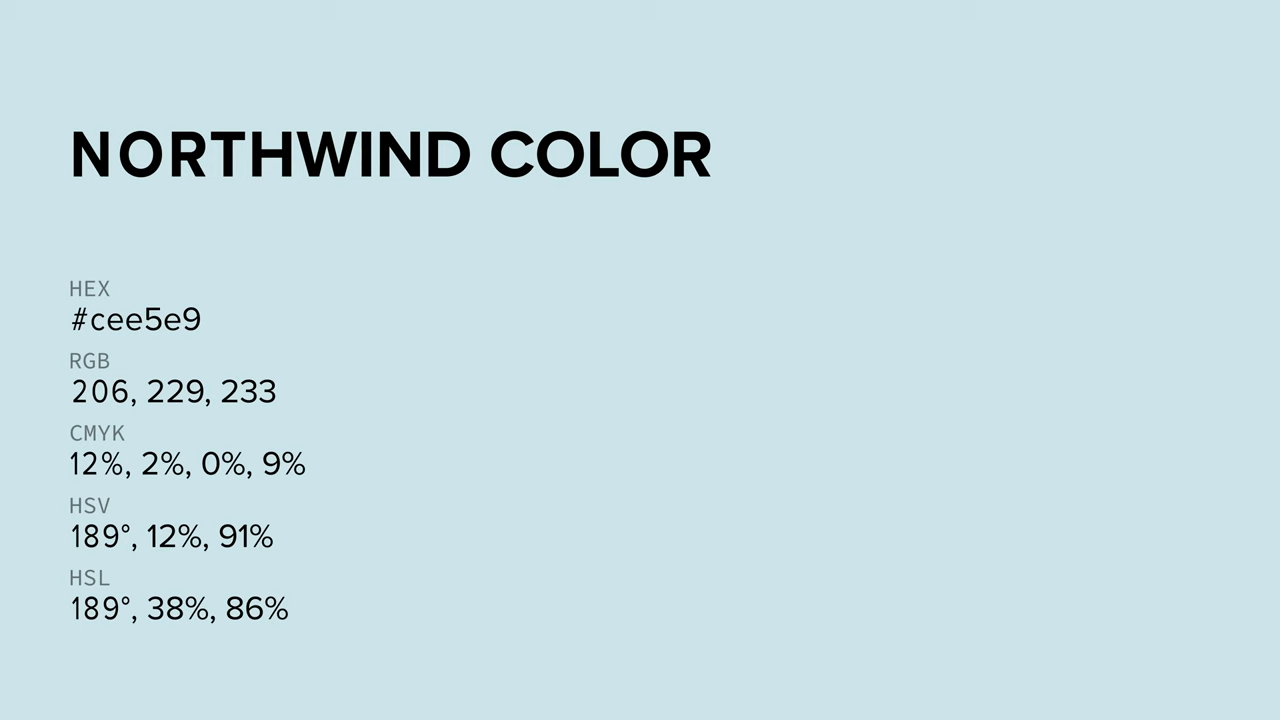 NORTHWIND COLOR
HEX
#cee5e9
RGB
206, 229, 233
CMYK
12%, 2%, 0%, 9%
HSV
189°, 12%, 91%
HSL
189°, 38%, 86%